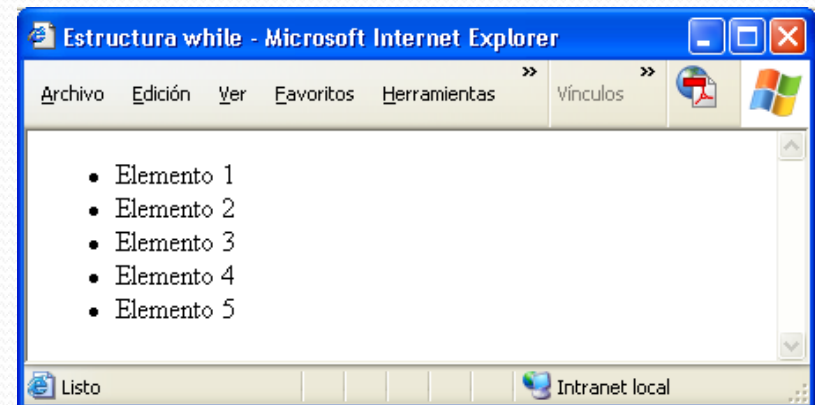 Estructura while - Microsoft Internet Explorer
Archivo Edición Ver Favoritos Herramientas » Vínculos »
• Elemento 1
• Elemento 2
• Elemento 3
• Elemento 4
• Elemento 5
Listo Intranet local